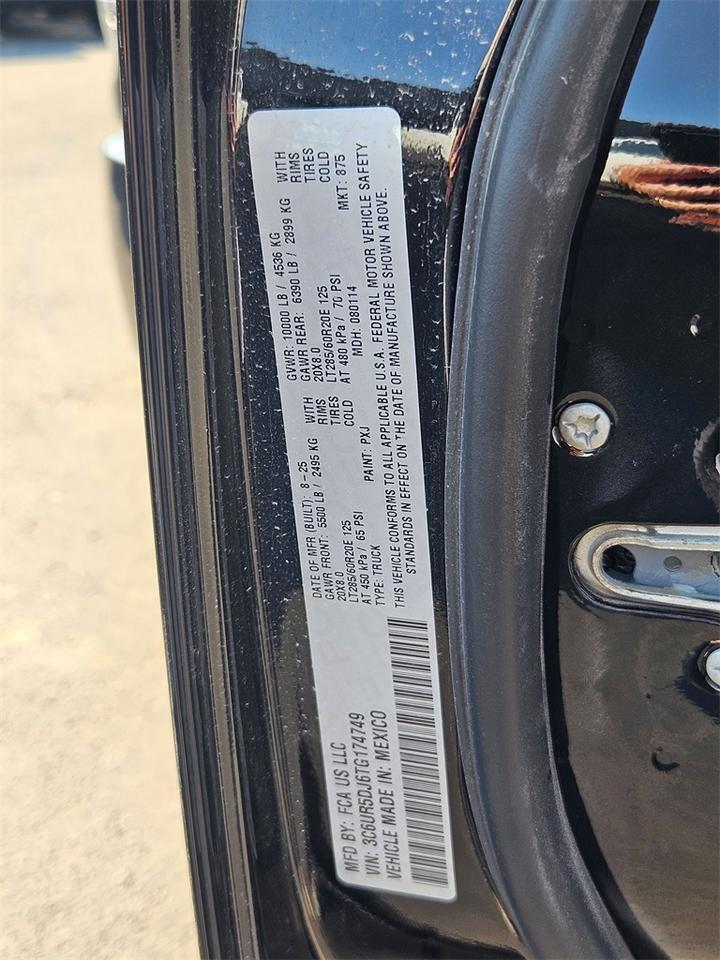 MFD BY: FCA US LLC
VIN: 3C6UR5DJ6TG174749
VEHICLE MADE IN: MEXICO
DATE OF MFR (BUILT): 8-25
GVWR: 10000 LB / 4536 KG
GAWR FRONT: 5500 LB / 2495 KG WITH
GAWR REAR: 6390 LB / 2899 KG WITH
20X8.0 RIMS
20X8.0 RIMS
LT285/60R20E 125 TIRES
LT285/60R20E 125 TIRES
AT 450 kPa / 65 PSI COLD
AT 480 kPa / 70 PSI COLD
TYPE: TRUCK PAINT: PXJ MDH: 080114 MKT: 875
THIS VEHICLE CONFORMS TO ALL APPLICABLE U.S.A. FEDERAL MOTOR VEHICLE SAFETY
STANDARDS IN EFFECT ON THE DATE OF MANUFACTURE SHOWN ABOVE.